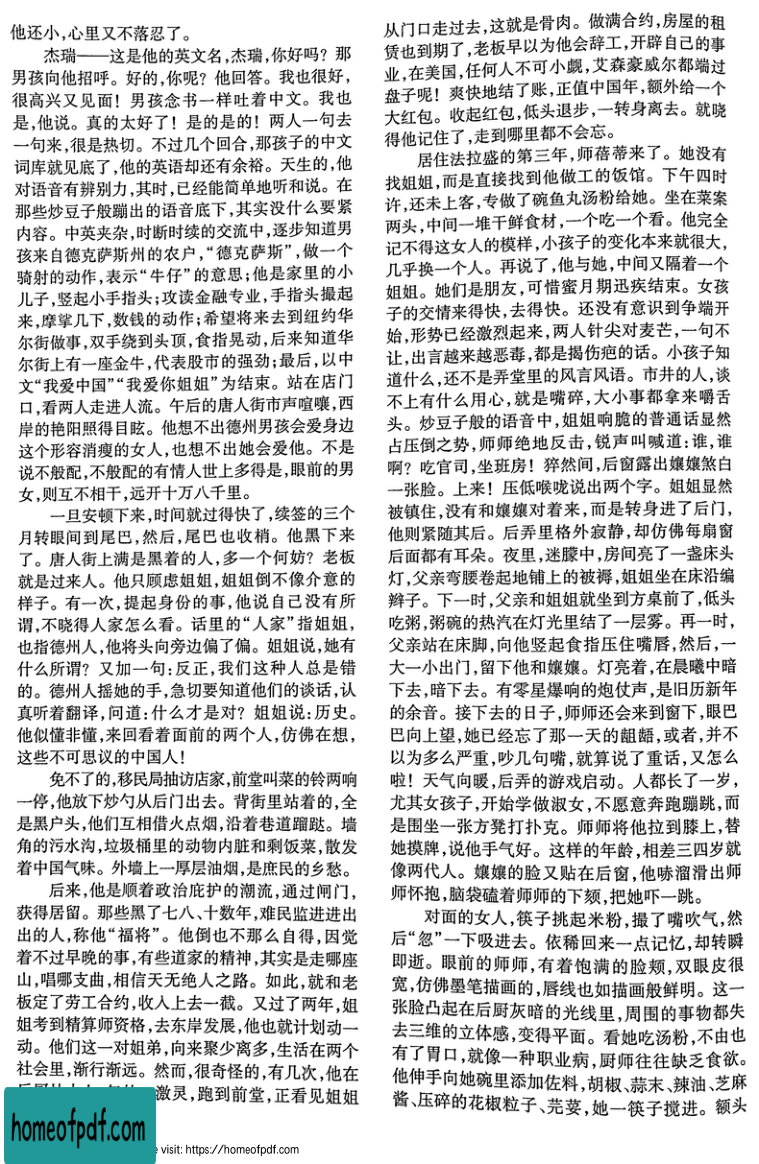 他还小,心里又不落忍了。
杰瑞——这是他的英文名,杰瑞,你好吗?那
男孩向他招呼。好的,你呢?他回答。我也很好,
很高兴又见面!男孩念书一样吐着中文。我也
是,他说。真的太好了!是的是的!两人一句去
一句来,很是热切。不过几个回合,那孩子的中文
词库就见底了,他的英语却还有余裕。天生的,他
对语音有辨别力,其时,已经能简单地听和说。在
那些炒豆子般蹦出的语音底下,其实没什么要紧
内容。中英夹杂,时断时续的交流中,逐步知道男
孩来自德克萨斯州的农户,“德克萨斯”,做一个
骑射的动作,表示“牛仔”的意思;他是家里的小
儿子,竖起小手指头;攻读金融专业,手指头撮起
来,摩挲几下,数钱的动作;希望将来去到纽约华
尔街做事,双手绕到头顶,食指晃动,后来知道华
尔街上有一座金牛,代表股市的强劲;最后,以中
文“我爱中国”“我爱你姐姐”为结束。站在店门
口,看两人走进人流。午后的唐人街市声喧嚷,西
岸的艳阳照得目眩。他想不出德州男孩会爱身边
这个形容消瘦的女人,也想不出她会爱他。不是
说不般配,不般配的有情人世上多得是,眼前的男
女,则互不相干,远开十万八千里。
一旦安顿下来,时间就过得快了,续签的三个
月转眼间到尾巴,然后,尾巴也收梢。他黑下来
了。唐人街上满是黑着的人,多一个何妨?老板
就是过来人。他只顾虑姐姐,姐姐倒不像介意的
样子。有一次,提起身份的事,他说自己没有所
谓,不晓得人家怎么看。话里的“人家”指姐姐,
也指德州人,他将头向旁边偏了偏。姐姐说,她有
什么所谓?又加一句:反正,我们这种人总是错
的。德州人摇她的手,急切要知道他们的谈话,认
真听着翻译,问道:什么才是对?姐姐说:历史。
他似懂非懂,来回看着面前的两个人,仿佛在想,
这些不可思议的中国人!
免不了的,移民局抽访店家,前堂叫菜的铃两响
一停,他放下炒勺从后门出去。背街里站着的,全
是黑户头,他们互相借火点烟,沿着巷道蹓跶。墙
角的污水沟,垃圾桶里的动物内脏和剩饭菜,散发
着中国气味。外墙上一厚层油烟,是庶民的乡愁。
后来,他是顺着政治庇护的潮流,通过闸门,
获得居留。那些黑了七八、十数年,难民监进进出
出的人,称他“福将”。他倒也不那么自得,因觉
着不过早晚的事,有些道家的精神,其实是走哪座
山,唱哪支曲,相信天无绝人之路。如此,就和老
板定了劳工合约,收入上去一截。又过了两年,姐
姐考到精算师资格,去东岸发展,他也就计划动一
动。他们这一对姐弟,向来聚少离多,生活在两个
社会里,渐行渐远。然而,很奇怪的,有几次,他在
激灵,跑到前堂,正看见姐姐
从门口走过去,这就是骨肉。做满合约,房屋的租
赁也到期了,老板早以为他会辞工,开辟自己的事
业,在美国,任何人不可小觑,艾森豪威尔都端过
盘子呢!爽快地结了账,正值中国年,额外给一个
大红包。收起红包,低头退步,一转身离去。就晓
得他记住了,走到哪里都不会忘。
居住法拉盛的第三年,师蓓蒂来了。她没有
找姐姐,而是直接找到他做工的饭馆。下午四时
许,还未上客,专做了碗鱼丸汤粉给她。坐在菜案
两头,中间一堆干鲜食材,一个吃一个看。他完全
记不得这女人的模样,小孩子的变化本来就很大,
几乎换一个人。再说了,他与她,中间又隔着一个
姐姐。她们是朋友,可惜蜜月期迅疾结束。女孩
子的交情来得快,去得快。还没有意识到争端开
始,形势已经激烈起来,两人针尖对麦芒,一句不
让,出言越来越恶毒,都是揭伤疤的话。小孩子知
道什么,还不是弄堂里的风言风语。市井的人,谈
不上有什么用心,就是嘴碎,大小事都拿来嚼舌
头。炒豆子般的语音中,姐姐响脆的普通话显然
占压倒之势,师师绝地反击,锐声叫喊道:谁,谁
啊?吃官司,坐班房!猝然间,后窗露出嬢嬢煞白
一张脸。上来!压低喉咙说出两个字。姐姐显然
被镇住,没有和嬢嬢对着来,而是转身进了后门,
他则紧随其后。后弄里格外寂静,却仿佛每扇窗
后面都有耳朵。夜里,迷朦中,房间亮了一盏床头
灯,父亲弯腰卷起地铺上的被褥,姐姐坐在床沿编
辫子。下一时,父亲和姐姐就坐到方桌前了,低头
吃粥,粥碗的热汽在灯光里结了一层雾。再一时,
父亲站在床脚,向他竖起食指压住嘴唇,然后,一
大一小出门,留下他和嬢嬢。灯亮着,在晨曦中暗
下去,暗下去。有零星爆响的炮仗声,是旧历新年
的余音。接下去的日子,师师还会来到窗下,眼巴
巴向上望,她已经忘了那一天的龃龉,或者,并不
以为多么严重,吵几句嘴,就算说了重话,又怎么
啦!天气向暖,后弄的游戏启动。人都长了一岁,
尤其女孩子,开始学做淑女,不愿意奔跑蹦跳,而
是围坐一张方凳打扑克。师师将他拉到膝上,替
她摸牌,说他手气好。这样的年龄,相差三四岁就
像两代人。嬢嬢的脸又贴在后窗,他哧溜滑出师
师怀抱,脑袋磕着师师的下颏,把她吓一跳。
对面的女人,筷子挑起米粉,撮了嘴吹气,然
后“忽”一下吸进去。依稀回来一点记忆,却转瞬
即逝。眼前的师师,有着饱满的脸颊,双眼皮很
宽,仿佛墨笔描画的,唇线也如描画般鲜明。这一
张脸凸起在后厨灰暗的光线里,周围的事物都失
去三维的立体感,变得平面。看她吃汤粉,不由也
有了胃口,就像一种职业病,厨师往往缺乏食欲。
他伸手向她碗里添加佐料,胡椒、蒜末、辣油、芝麻
酱、压碎的花椒粒子、芫荽,她一筷子搅进。额头
homeofpdf.com
e visit: https://homeofpdf.com